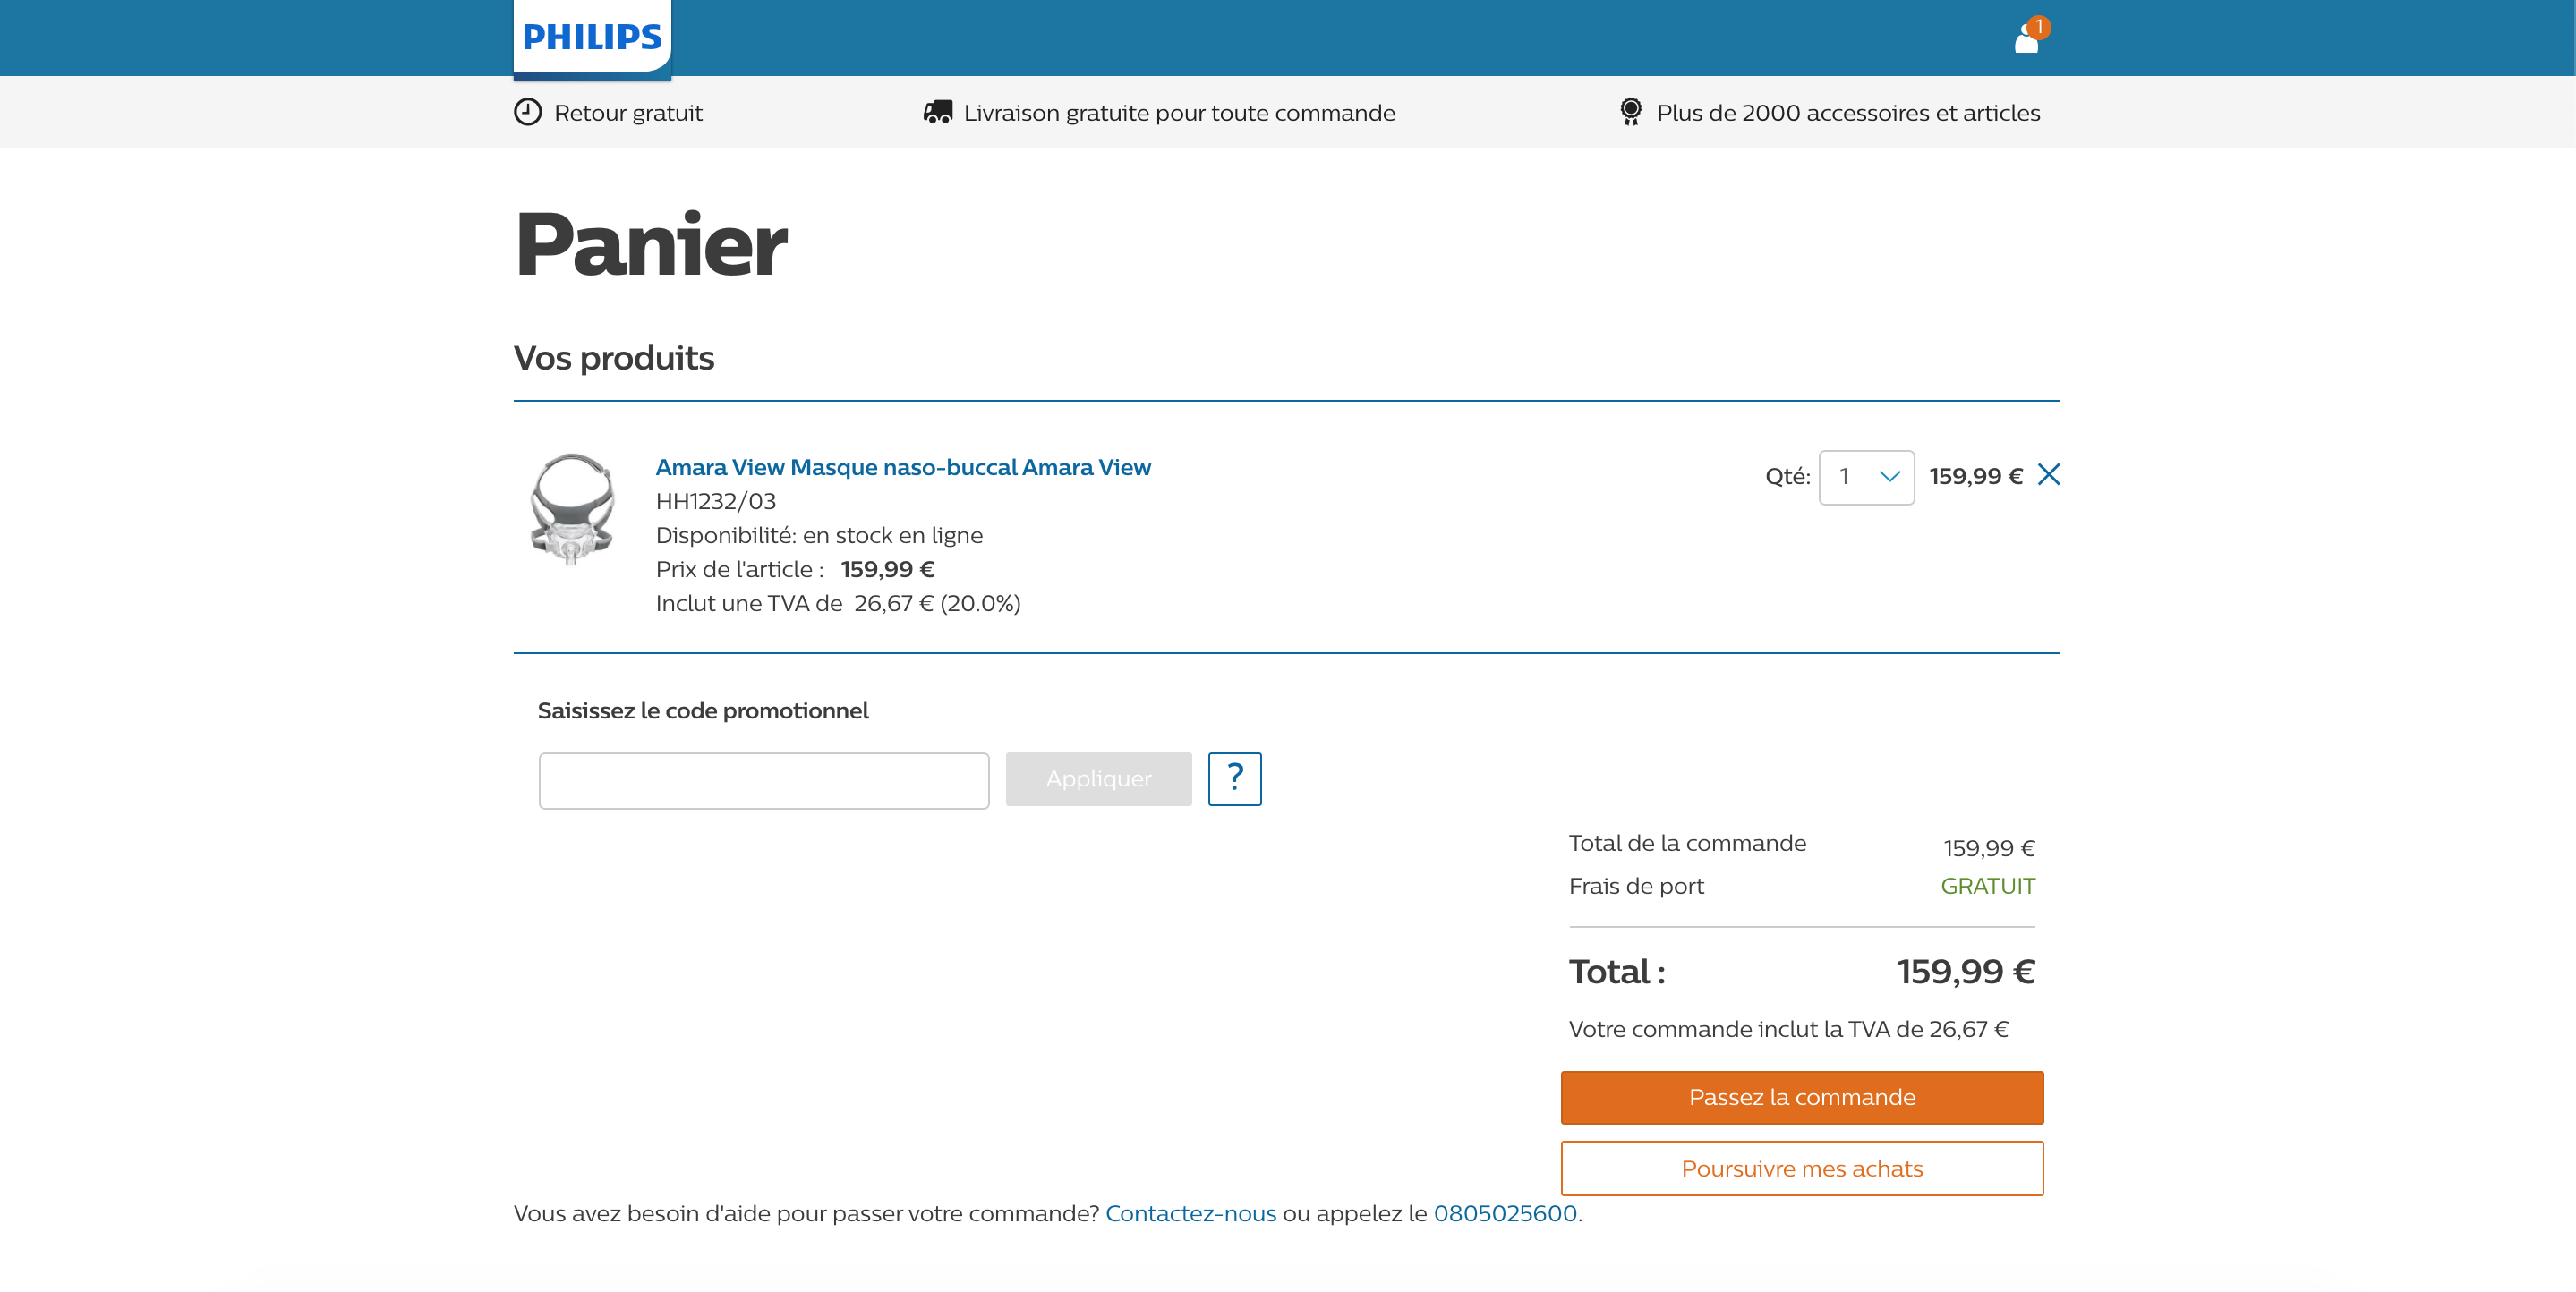 PHILIPS
1
Retour gratuit
Livraison gratuite pour toute commande
Plus de 2000 accessoires et articles
Panier
Vos produits
Amara View Masque naso-buccal Amara View
HH1232/03
Disponibilité: en stock en ligne
Prix de l'article : 159,99 €
Inclut une TVA de 26,67 € (20.0%)
Qté: 1 159,99 €
Saisissez le code promotionnel
Appliquer
?
Total de la commande 159,99 €
Frais de port GRATUIT
Total : 159,99 €
Votre commande inclut la TVA de 26,67 €
Passez la commande
Poursuivre mes achats
Vous avez besoin d'aide pour passer votre commande? Contactez-nous ou appelez le 0805025600.